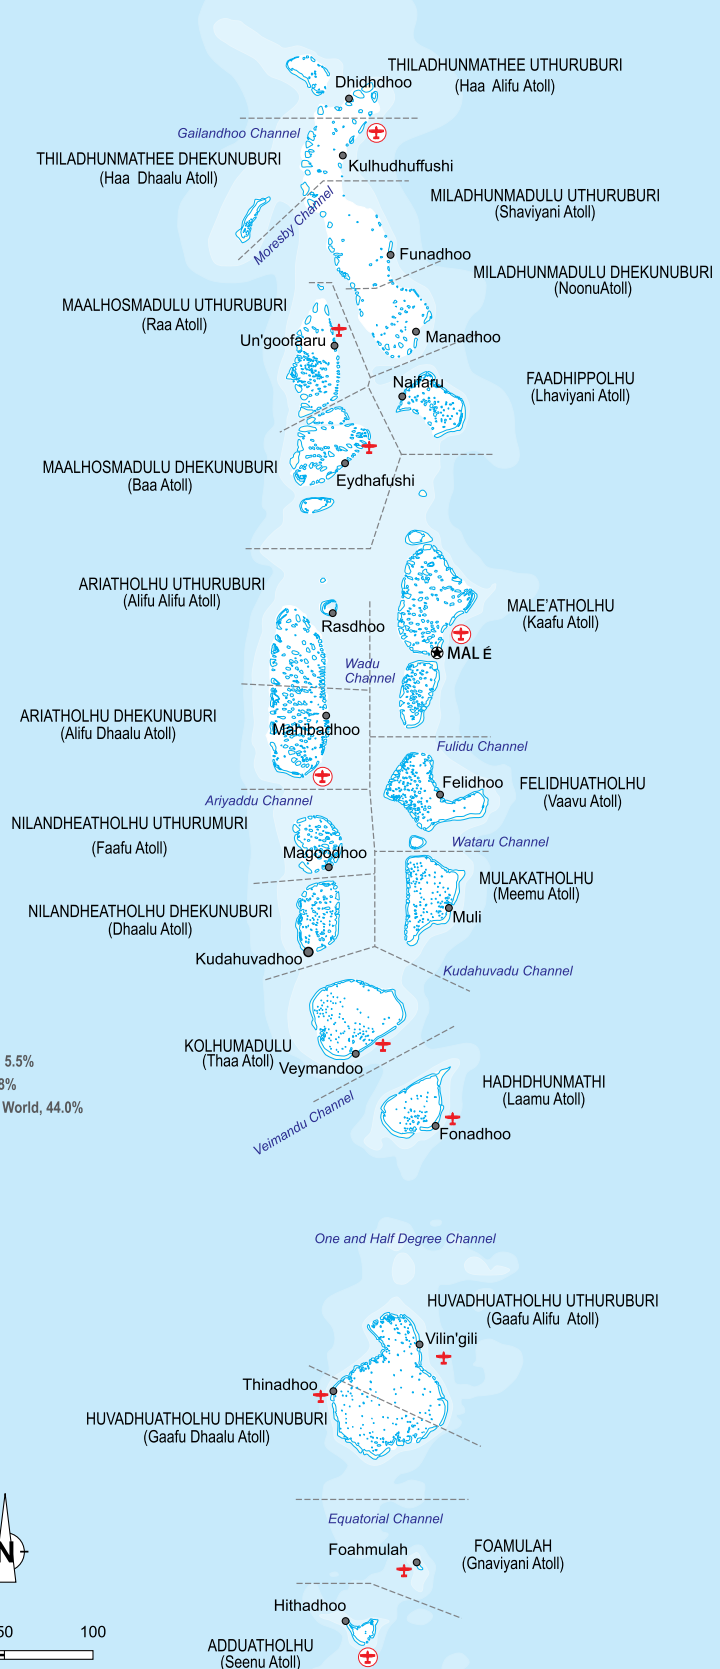 THILADHUNMATHEE UTHURUBURI
(Haa Alifu Atoll)
Dhidhdhoo
Gailandhoo Channel
THILADHUNMATHEE DHEKUNUBURI
(Haa Dhaalu Atoll)
Kulhudhuffushi
Moresby Channel
MILADHUNMADULU UTHURUBURI
(Shaviyani Atoll)
Funadhoo
MILADHUNMADULU DHEKUNUBURI
(NoonuAtoll)
MAALHOSMADULU UTHURUBURI
(Raa Atoll)
Un'goofaaru
Manadhoo
Naifaru
FAADHIPPOLHU
(Lhaviyani Atoll)
MAALHOSMADULU DHEKUNUBURI
(Baa Atoll)
Eydhafushi
ARIATHOLHU UTHURUBURI
(Alifu Alifu Atoll)
Rasdhoo
MALE'ATHOLHU
(Kaafu Atoll)
MAL É
Wadu
Channel
ARIATHOLHU DHEKUNUBURI
(Alifu Dhaalu Atoll)
Mahibadhoo
Fulidu Channel
Felidhoo
FELIDHUATHOLHU
(Vaavu Atoll)
Ariyaddu Channel
NILANDHEATHOLHU UTHURUMURI
(Faafu Atoll)
Magoodhoo
Wataru Channel
MULAKATHOLHU
(Meemu Atoll)
Muli
NILANDHEATHOLHU DHEKUNUBURI
(Dhaalu Atoll)
Kudahuvadhoo
Kudahuvadu Channel
KOLHUMADULU
(Thaa Atoll)
Veymandoo
5.5%
8%
World, 44.0%
HADHDHUNMATHI
(Laamu Atoll)
Fonadhoo
Veimandu Channel
One and Half Degree Channel
HUVADHUATHOLHU UTHURUBURI
(Gaafu Alifu Atoll)
Vilin'gili
Thinadhoo
HUVADHUATHOLHU DHEKUNUBURI
(Gaafu Dhaalu Atoll)
Equatorial Channel
Foahmulah
FOAMULAH
(Gnaviyani Atoll)
N
Hithadhoo
50 100
ADDUATHOLHU
(Seenu Atoll)